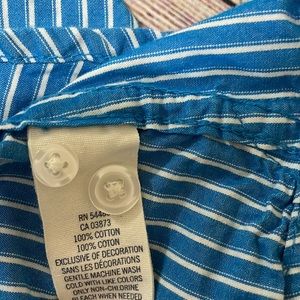 RN
CA 03873
100% COTTON
100% COTTON
EXCLUSIVE OF DECORATION
SANS LES DÉCORATIONS
GENTLE MACHINE WASH
COLD WITH LIKE COLORS
ONLY NON-CHLORINE
BLEACH WHEN NEEDED